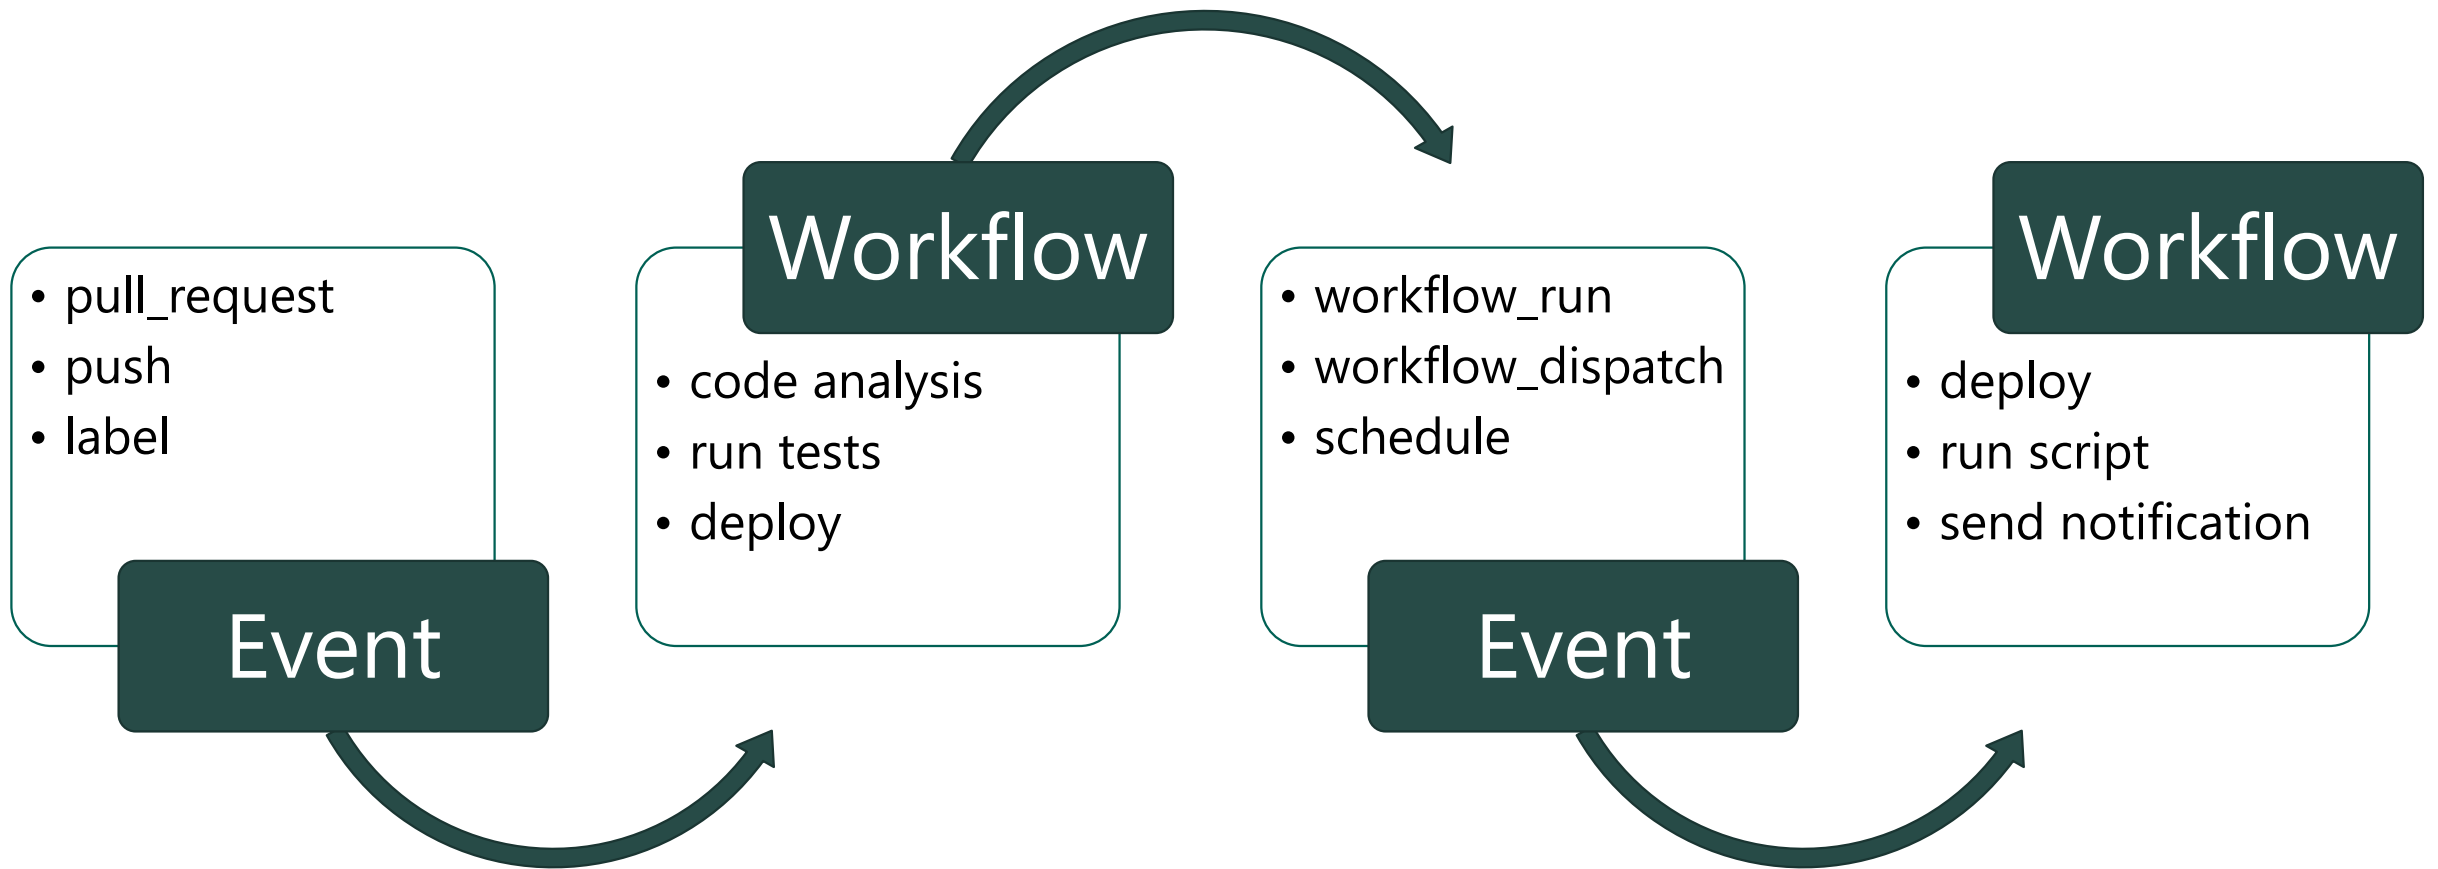 • pull_request
• push
• label
Event
Workflow
• code analysis
• run tests
• deploy
• workflow_run
• workflow_dispatch
• schedule
Event
Workflow
• deploy
• run script
• send notification